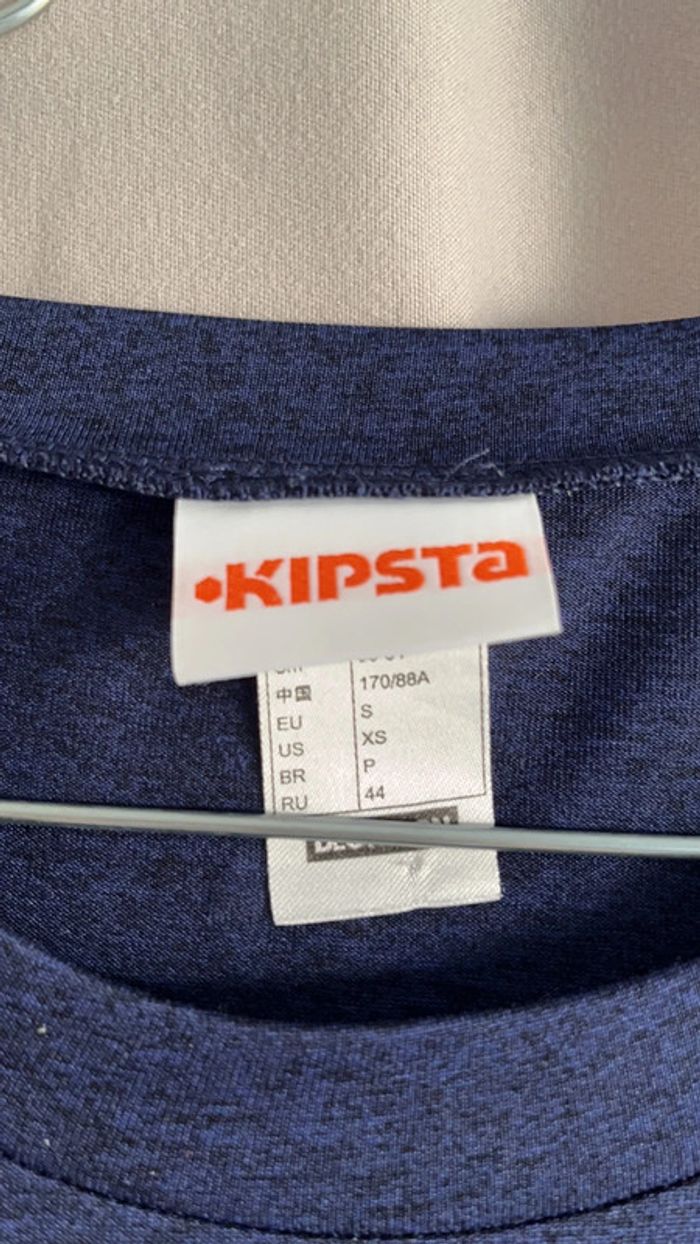 KIPSTA
中国 170/88A
EU S
US XS
BR P
RU 44